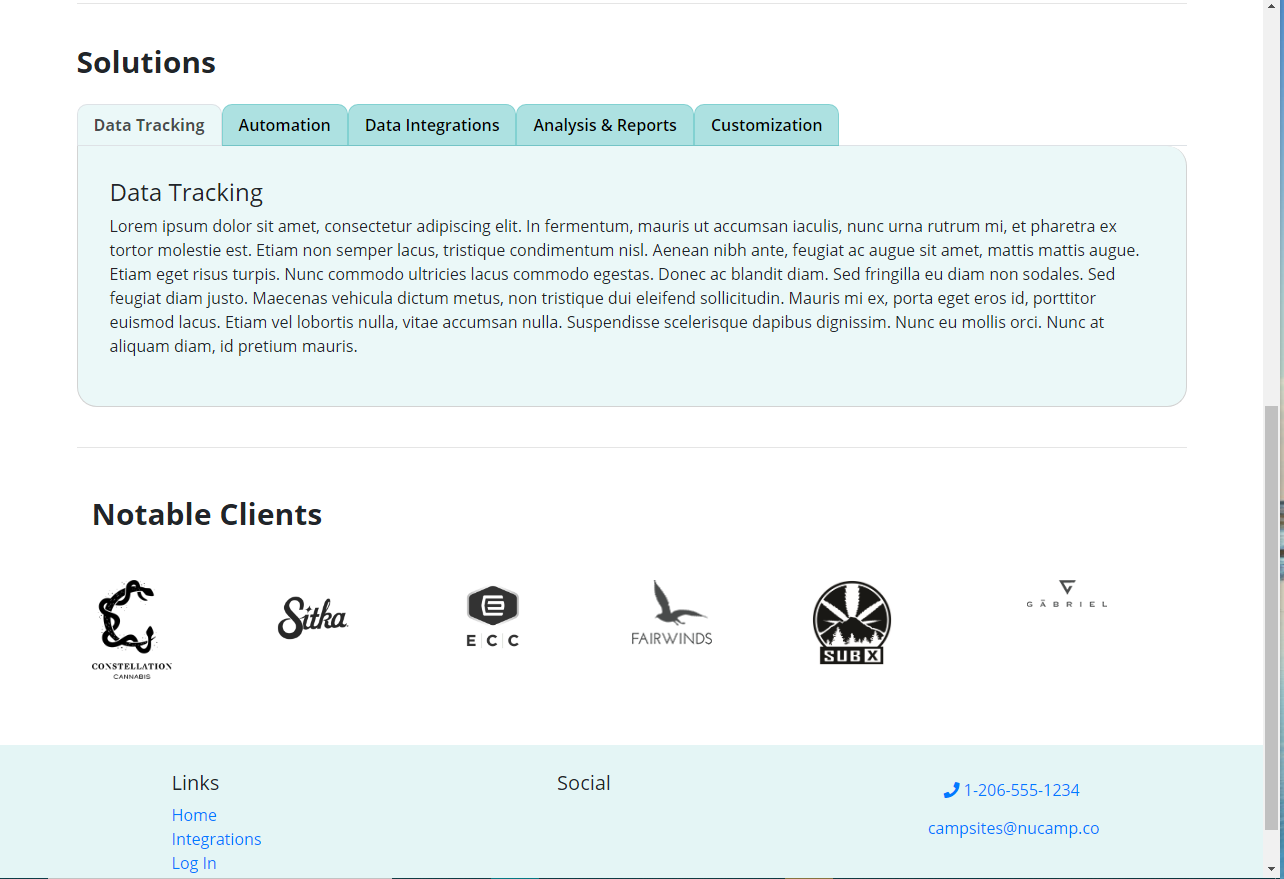 Solutions
Data Tracking Automation Data Integrations Analysis & Reports Customization
Data Tracking
Lorem ipsum dolor sit amet, consectetur adipiscing elit. In fermentum, mauris ut accumsan iaculis, nunc urna rutrum mi, et pharetra ex
tortor molestie est. Etiam non semper lacus, tristique condimentum nisl. Aenean nibh ante, feugiat ac augue sit amet, mattis mattis augue.
Etiam eget risus turpis. Nunc commodo ultricies lacus commodo egestas. Donec ac blandit diam. Sed fringilla eu diam non sodales. Sed
feugiat diam justo. Maecenas vehicula dictum metus, non tristique dui eleifend sollicitudin. Mauris mi ex, porta eget eros id, porttitor
euismod lacus. Etiam vel lobortis nulla, vitae accumsan nulla. Suspendisse scelerisque dapibus dignissim. Nunc eu mollis orci. Nunc at
aliquam diam, id pretium mauris.
Notable Clients
CONSTELLATION
CANNABIS
Sitka
E C C
FAIRWINDS
SUBX
GĀBRIEL
Links
Home
Integrations
Log In
Social
1-206-555-1234
campsites@nucamp.co